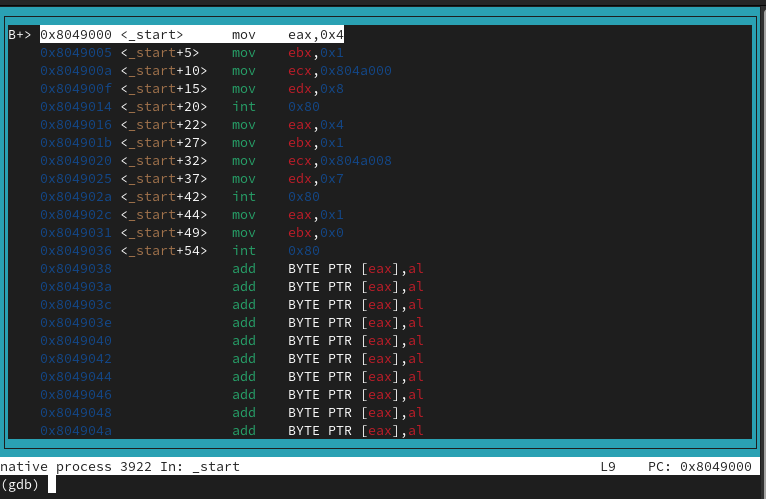 B+> 0x8049000 <_start> mov eax,0x4
0x8049005 <_start+5> mov ebx,0x1
0x804900a <_start+10> mov ecx,0x804a000
0x804900f <_start+15> mov edx,0x8
0x8049014 <_start+20> int 0x80
0x8049016 <_start+22> mov eax,0x4
0x804901b <_start+27> mov ebx,0x1
0x8049020 <_start+32> mov ecx,0x804a008
0x8049025 <_start+37> mov edx,0x7
0x804902a <_start+42> int 0x80
0x804902c <_start+44> mov eax,0x1
0x8049031 <_start+49> mov ebx,0x0
0x8049036 <_start+54> int 0x80
0x8049038 add BYTE PTR [eax],al
0x804903a add BYTE PTR [eax],al
0x804903c add BYTE PTR [eax],al
0x804903e add BYTE PTR [eax],al
0x8049040 add BYTE PTR [eax],al
0x8049042 add BYTE PTR [eax],al
0x8049044 add BYTE PTR [eax],al
0x8049046 add BYTE PTR [eax],al
0x8049048 add BYTE PTR [eax],al
0x804904a add BYTE PTR [eax],al
native process 3922 In: _start L9 PC: 0x8049000
(gdb)